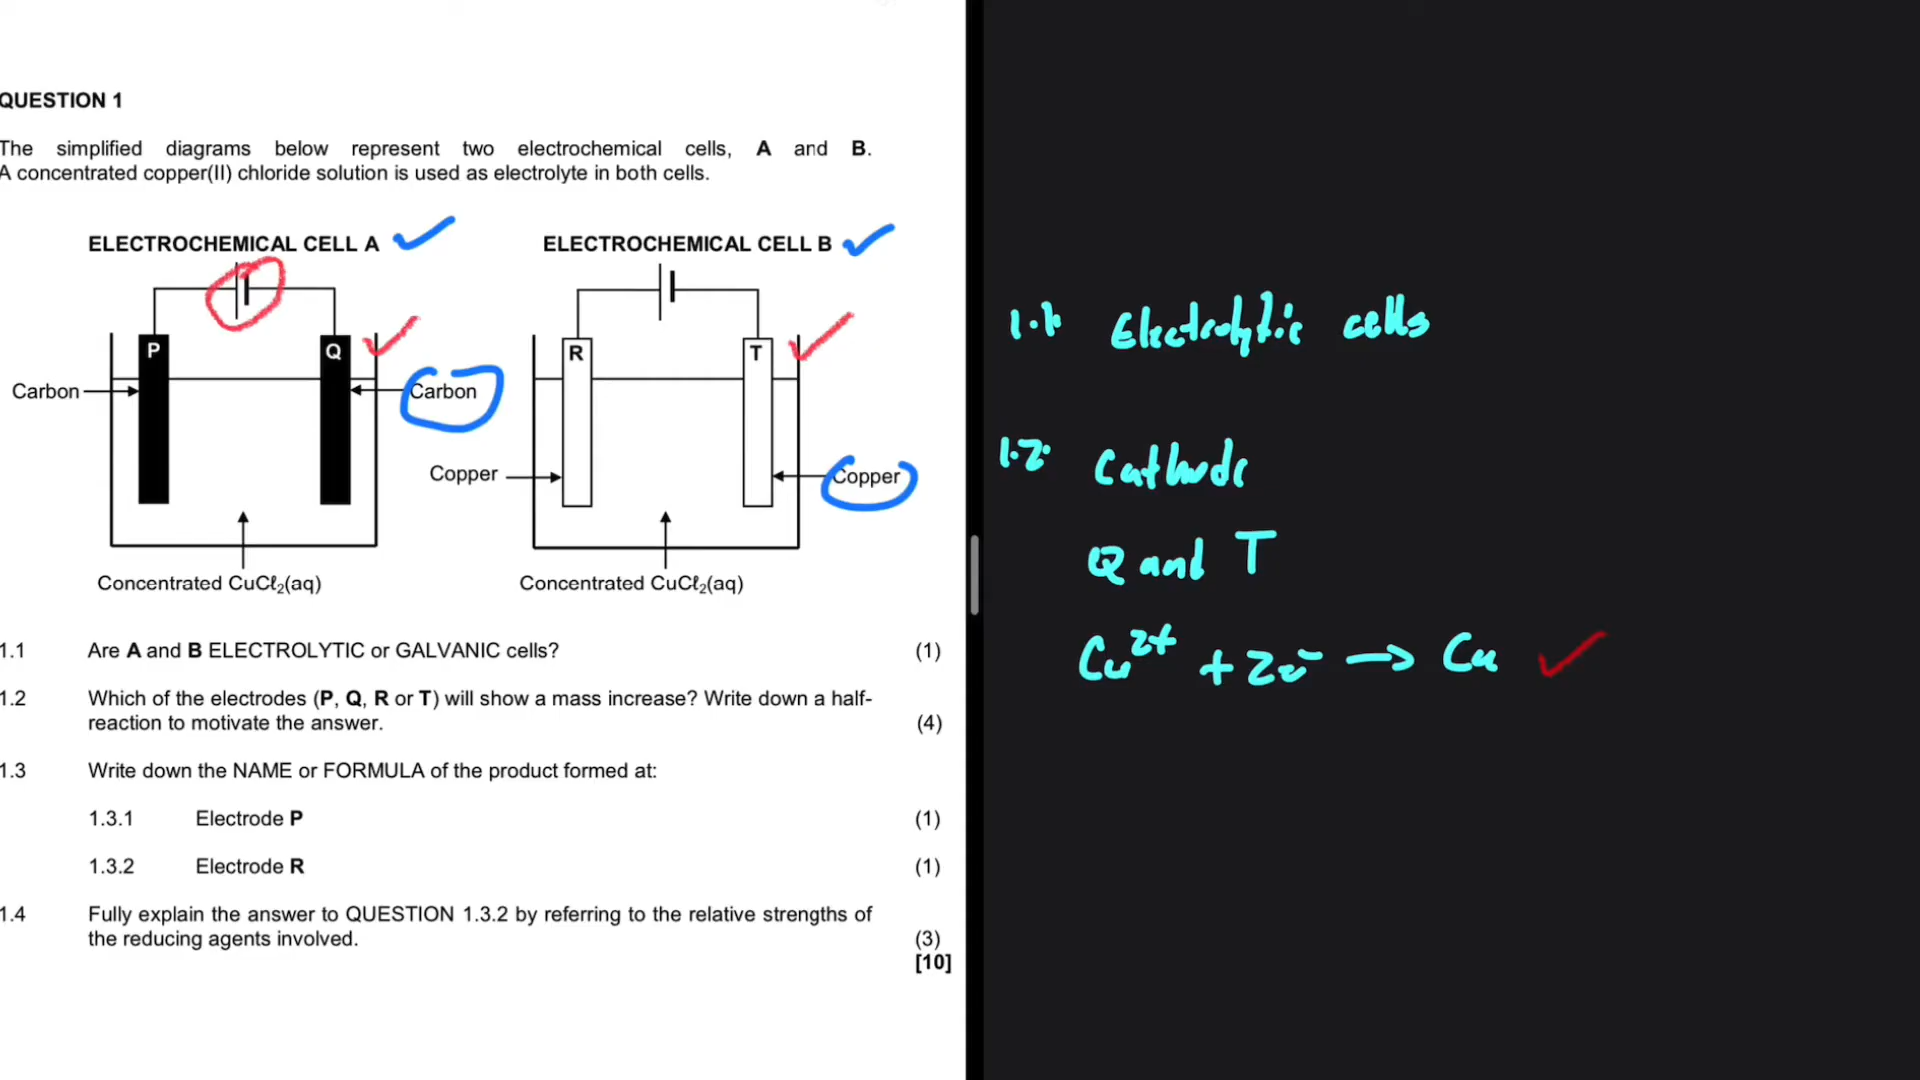 QUESTION 1
The simplified diagrams below represent two electrochemical cells, A and B.
A concentrated copper(II) chloride solution is used as electrolyte in both cells.
ELECTROCHEMICAL CELL A
P
Q
Carbon
Carbon
Concentrated CuCℓ₂(aq)
ELECTROCHEMICAL CELL B
R
T
Copper
Copper
Concentrated CuCℓ₂(aq)
1.1 Are A and B ELECTROLYTIC or GALVANIC cells? (1)
1.2 Which of the electrodes (P, Q, R or T) will show a mass increase? Write down a half-
reaction to motivate the answer. (4)
1.3 Write down the NAME or FORMULA of the product formed at:
1.3.1 Electrode P (1)
1.3.2 Electrode R (1)
1.4 Fully explain the answer to QUESTION 1.3.2 by referring to the relative strengths of
the reducing agents involved. (3)
[10]
1.1. Electrolytic cells
1.2. Cathode
Q and T
Cu²⁺ + 2e⁻ → Cu